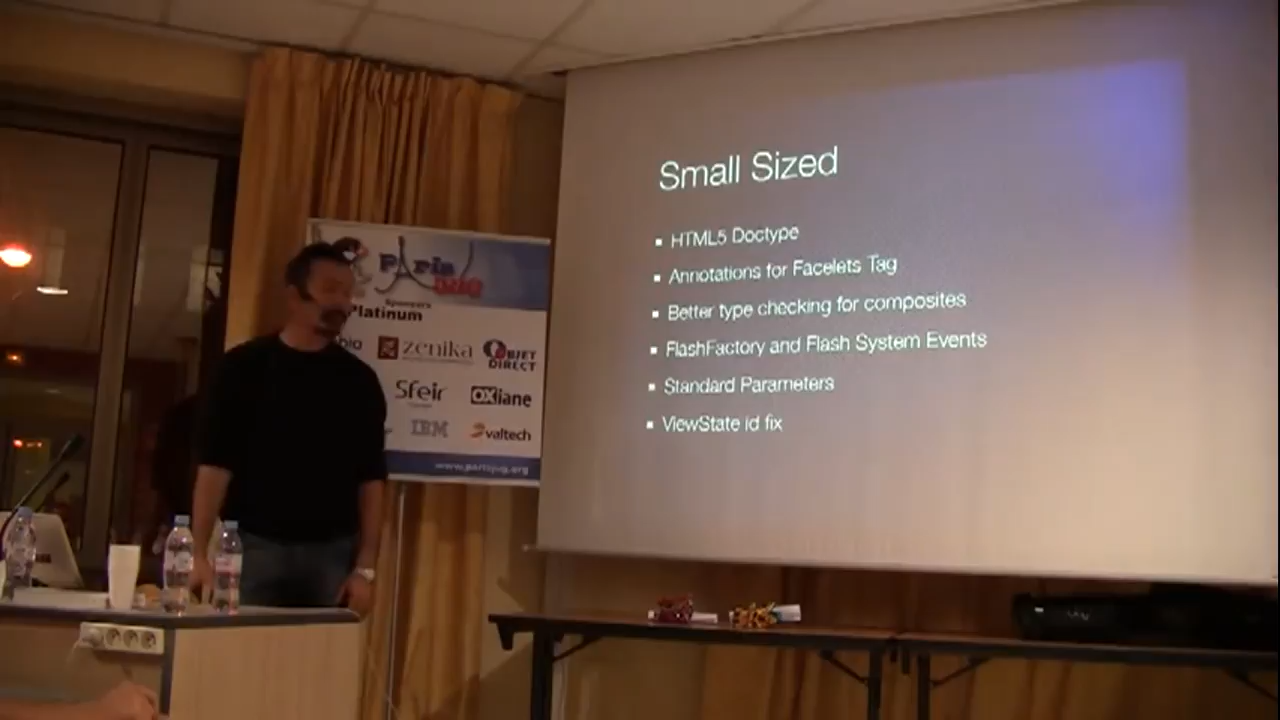 Small Sized
HTML5 Doctype
Annotations for Facelets Tag
Better type checking for composites
FlashFactory and Flash System Events
Standard Parameters
ViewState id fix
Paris
JUG
Sponsors
Platinum
zenika
OBJET
DIRECT
Sfeir
OXiane
IBM
valtech
www.parisjug.org